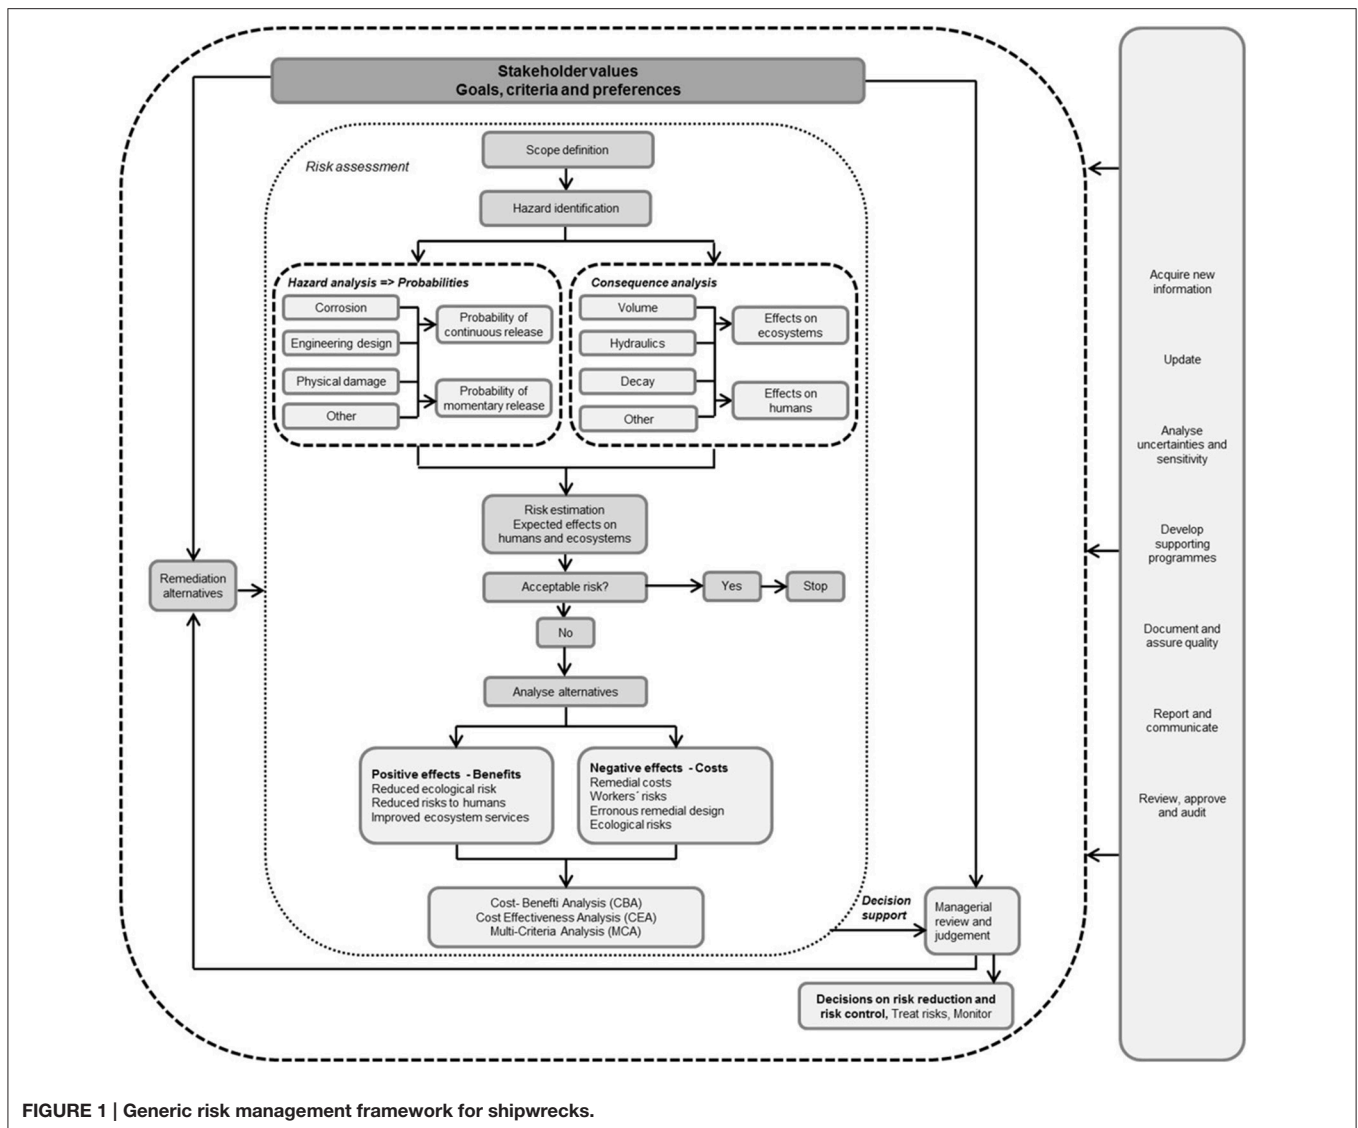 Stakeholder values
Goals, criteria and preferences
Risk assessment
Scope definition
Hazard identification
Hazard analysis => Probabilities
Corrosion
Engineering design
Physical damage
Other
Probability of
continuous release
Probability of
momentary release
Consequence analysis
Volume
Hydraulics
Decay
Other
Effects on
ecosystems
Effects on
humans
Risk estimation
Expected effects on
humans and ecosystems
Acceptable risk?
Yes
Stop
No
Remediation
alternatives
Analyse alternatives
Positive effects - Benefits
Reduced ecological risk
Reduced risks to humans
Improved ecosystem services
Negative effects - Costs
Remedial costs
Workers´ risks
Erronous remedial design
Ecological risks
Cost- Benefti Analysis (CBA)
Cost Effectiveness Analysis (CEA)
Multi-Criteria Analysis (MCA)
Decision
support
Managerial
review and
judgement
Decisions on risk reduction and
risk control, Treat risks, Monitor
Acquire new
information
Update
Analyse
uncertainties and
sensitivity
Develop
supporting
programmes
Document and
assure quality
Report and
communicate
Review, approve
and audit
FIGURE 1 | Generic risk management framework for shipwrecks.